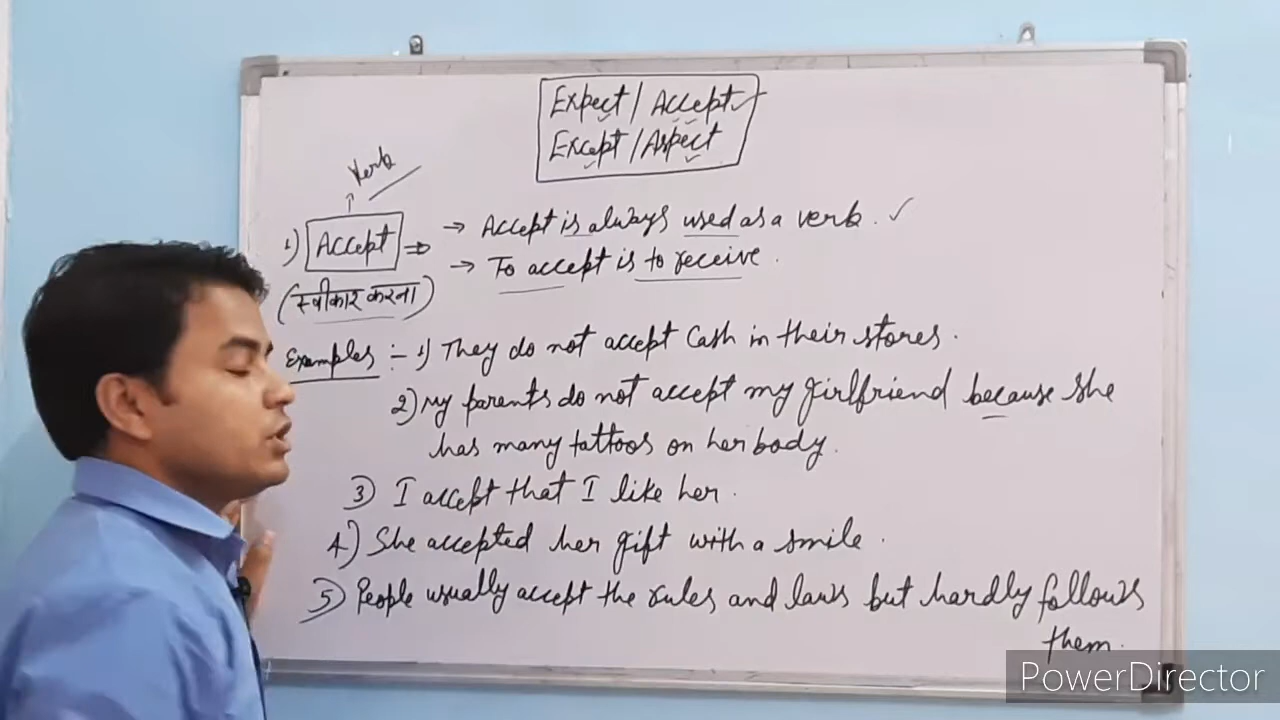 Expect / Accept
Except / Aspect
Verb
1) Accept → Accept is always used as a verb.
(स्वीकार करना) → To accept is to receive.
Examples :- 1) They do not accept Cash in their stores.
2) My parents do not accept my girlfriend because she
has many tattoos on her body.
3) I accept that I like her.
4) She accepted her gift with a smile.
5) People usually accept the rules and laws but hardly follows
them.
PowerDirector